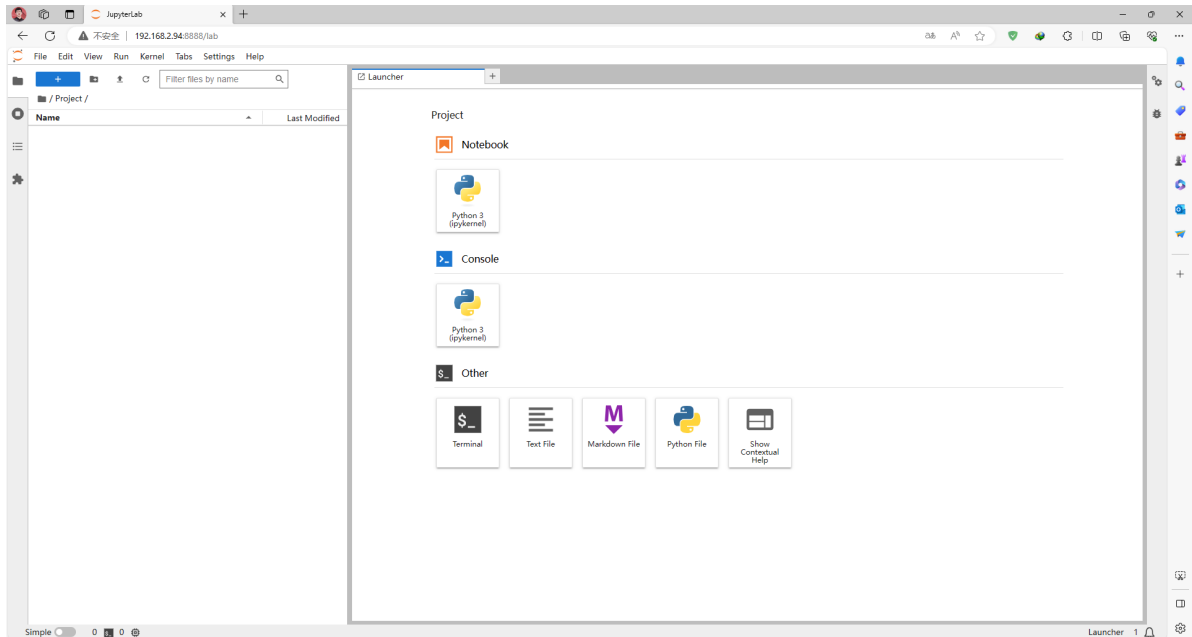 JupyterLab
不安全 192.168.2.94:8888/lab
File Edit View Run Kernel Tabs Settings Help
Filter files by name
/ Project /
Name Last Modified
Launcher
Project
Notebook
Python 3
(ipykernel)
Console
Python 3
(ipykernel)
$_ Other
$_
Terminal
Text File
M
Markdown File
Python File
Show
Contextual
Help
Simple 0 0
Launcher 1